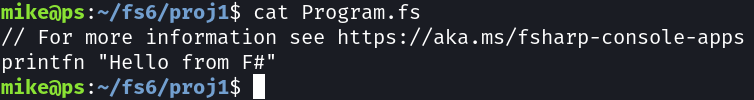 mike@ps:~/fs6/proj1$ cat Program.fs
// For more information see https://aka.ms/fsharp-console-apps
printfn "Hello from F#"
mike@ps:~/fs6/proj1$